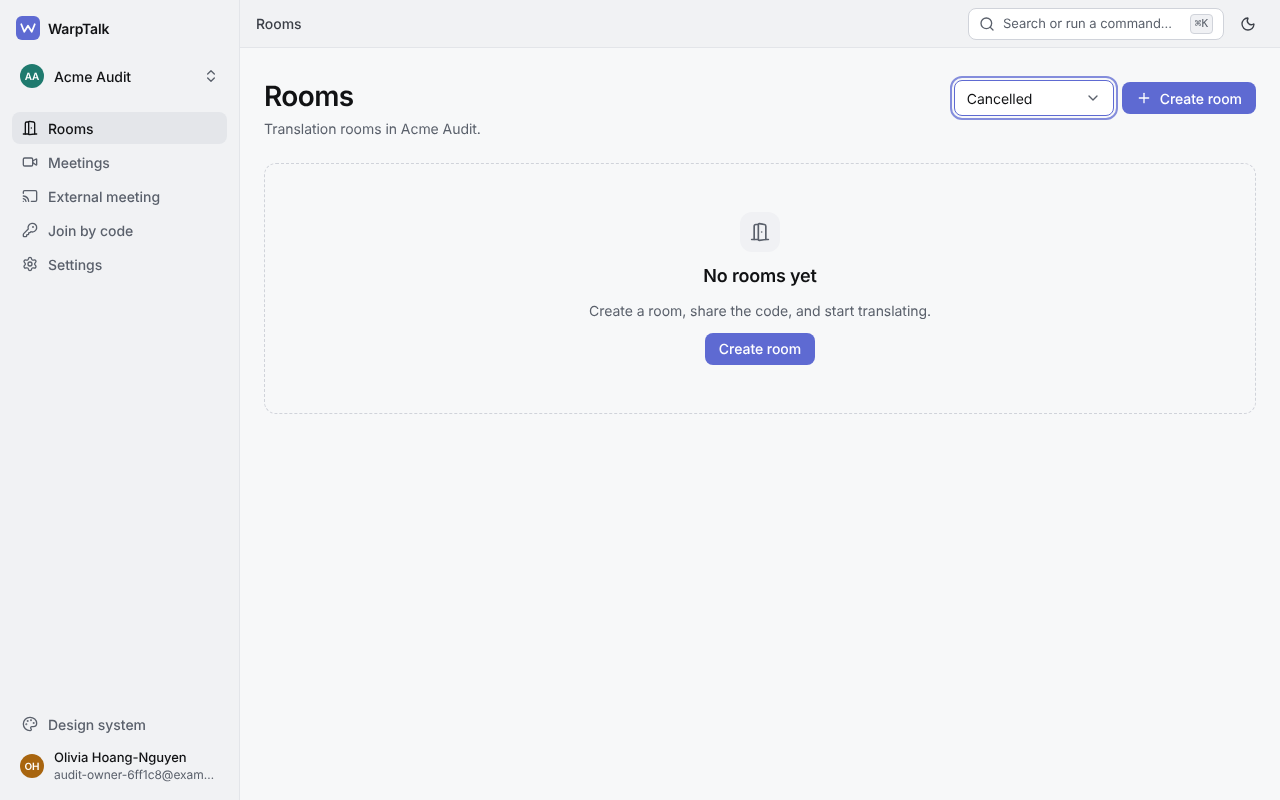 WarpTalk
Rooms
Search or run a command... ⌘K
AA Acme Audit
Rooms
Meetings
External meeting
Join by code
Settings
Rooms
Translation rooms in Acme Audit.
Cancelled
Create room
No rooms yet
Create a room, share the code, and start translating.
Create room
Design system
OH Olivia Hoang-Nguyen
audit-owner-6ff1c8@exam...